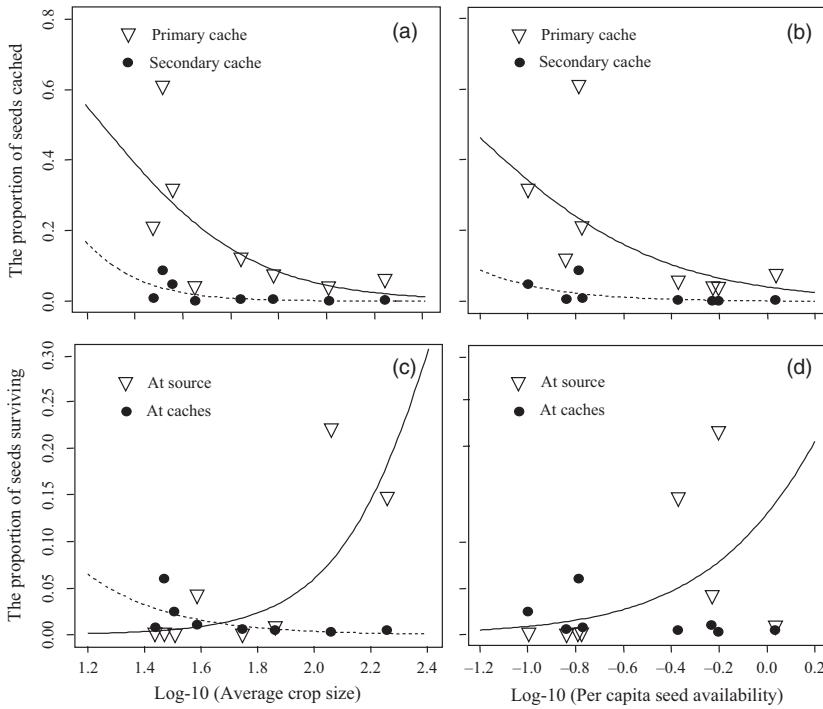 (a)
Primary cache
Secondary cache
The proportion of seeds cached
0.0 0.2 0.4 0.6 0.8
(b)
Primary cache
Secondary cache
(c)
At source
At caches
The proportion of seeds surviving
0.00 0.05 0.10 0.15 0.20 0.25 0.30
1.2 1.4 1.6 1.8 2.0 2.2 2.4
Log-10 (Average crop size)
(d)
At source
At caches
–1.2 –1.0 –0.8 –0.6 –0.4 –0.2 0.0 0.2
Log-10 (Per capita seed availability)